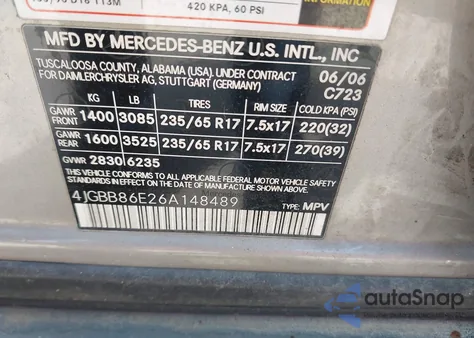 420 KPA, 60 PSI
INFORMATION
MFD BY MERCEDES-BENZ U.S. INTL., INC
TUSCALOOSA COUNTY, ALABAMA (USA). UNDER CONTRACT 06/06
FOR DAIMLERCHRYSLER AG, STUTTGART (GERMANY) C723
KG LB TIRES RIM SIZE COLD KPA (PSI)
GAWR FRONT 1400 3085 235/65 R17 7.5x17 220(32)
GAWR REAR 1600 3525 235/65 R17 7.5x17 270(39)
GVWR 2830 6235
THIS VEHICLE CONFORMS TO ALL APPLICABLE FEDERAL MOTOR VEHICLE SAFETY
STANDARDS IN EFFECT ON THE DATE OF MANUFACTURE SHOWN ABOVE.
4JGBB86E26A148489 TYPE: MPV
autoSnap